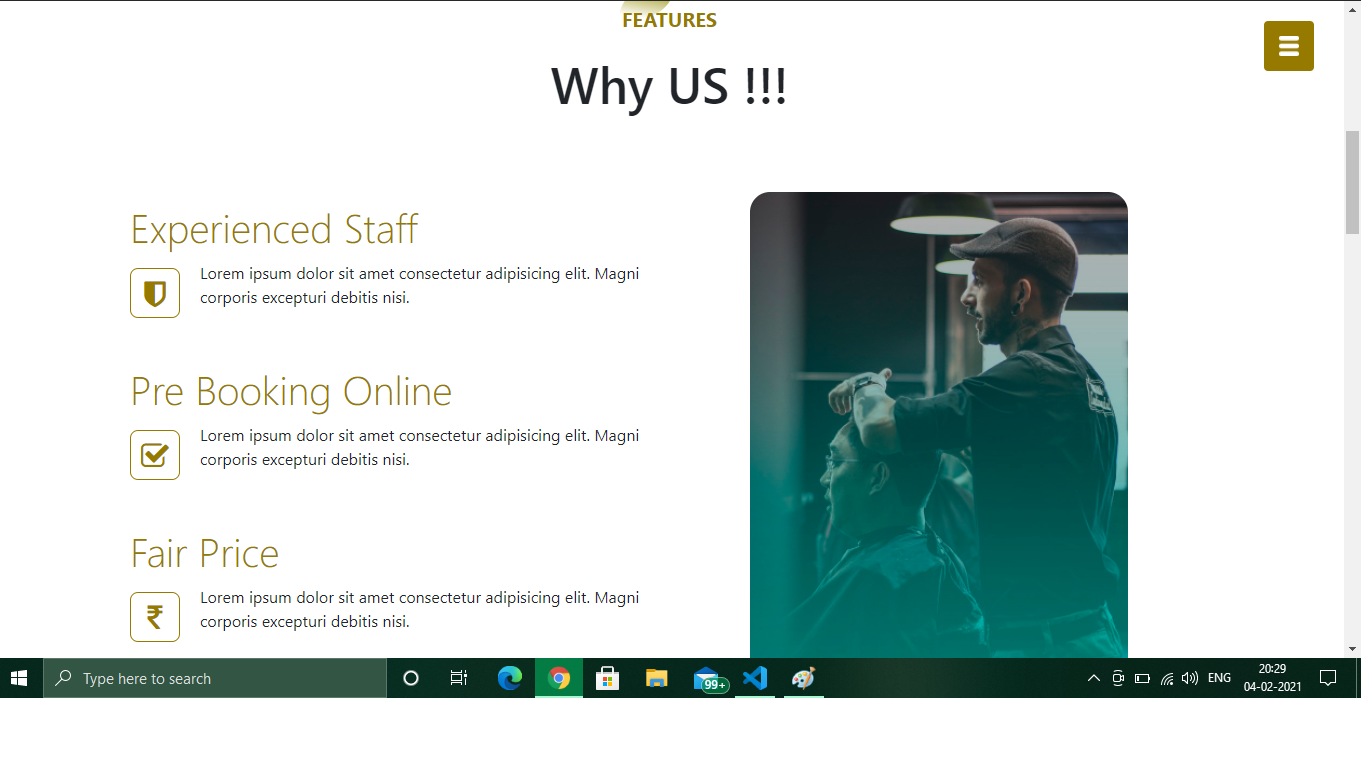 FEATURES
Why US !!!
Experienced Staff
Lorem ipsum dolor sit amet consectetur adipisicing elit. Magni
corporis excepturi debitis nisi.
Pre Booking Online
Lorem ipsum dolor sit amet consectetur adipisicing elit. Magni
corporis excepturi debitis nisi.
Fair Price
₹
Lorem ipsum dolor sit amet consectetur adipisicing elit. Magni
corporis excepturi debitis nisi.
Type here to search
99+
ENG
20:29
04-02-2021